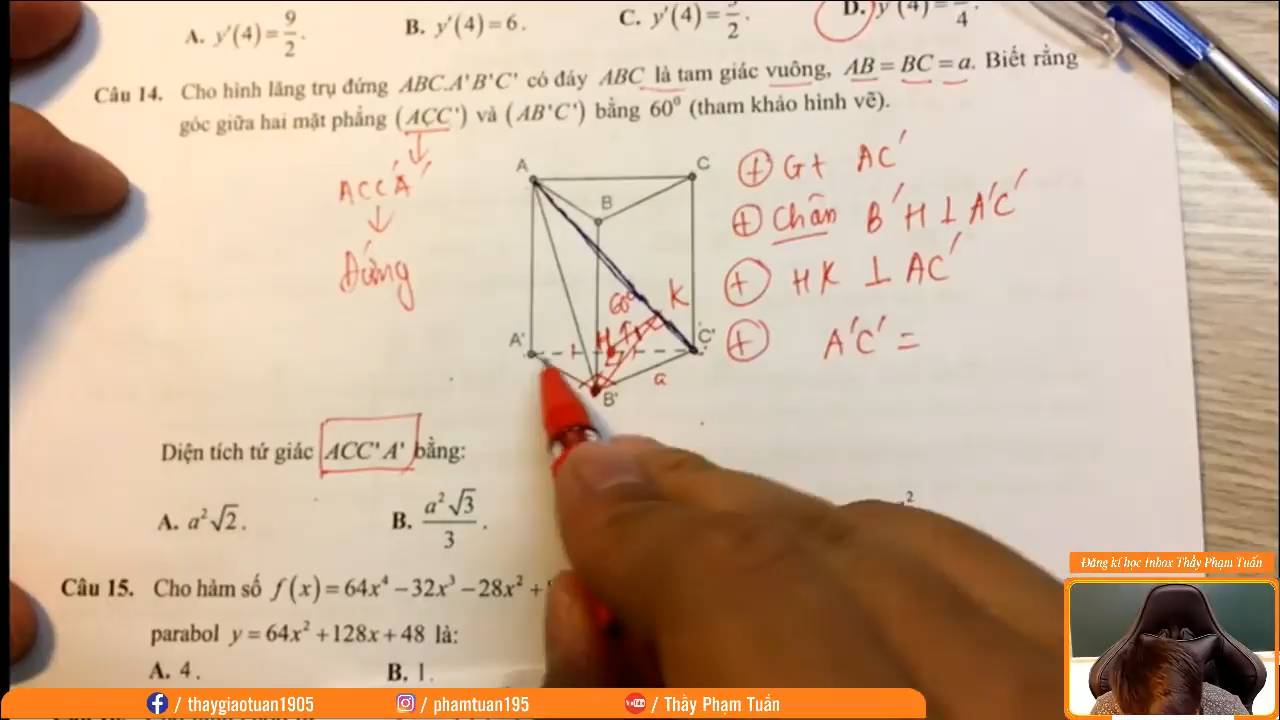 A. y'(4) = 9/2. B. y'(4) = 6. C. y'(4) = /2. D. y'(4) = /4.
Câu 14. Cho hình lăng trụ đứng ABC.A'B'C' có đáy ABC là tam giác vuông, AB = BC = a. Biết rằng
góc giữa hai mặt phẳng (ACC') và (AB'C') bằng 60° (tham khảo hình vẽ).
ACC'A'
Đứng
A C
B
60° K
H
A' C'
a
B'
⊕ Gt AC'
⊕ Chân B'H ⊥ A'C'
⊕ HK ⊥ AC'
⊕ A'C' =
Diện tích tứ giác ACC'A' bằng:
A. a²√2. B. a²√3/3.
Câu 15. Cho hàm số f(x) = 64x⁴ − 32x³ − 28x² +
parabol y = 64x² + 128x + 48 là:
A. 4. B. 1.
Đăng kí học Inbox Thầy Phạm Tuấn
/ thaygiaotuan1905 / phamtuan195 / Thầy Phạm Tuấn